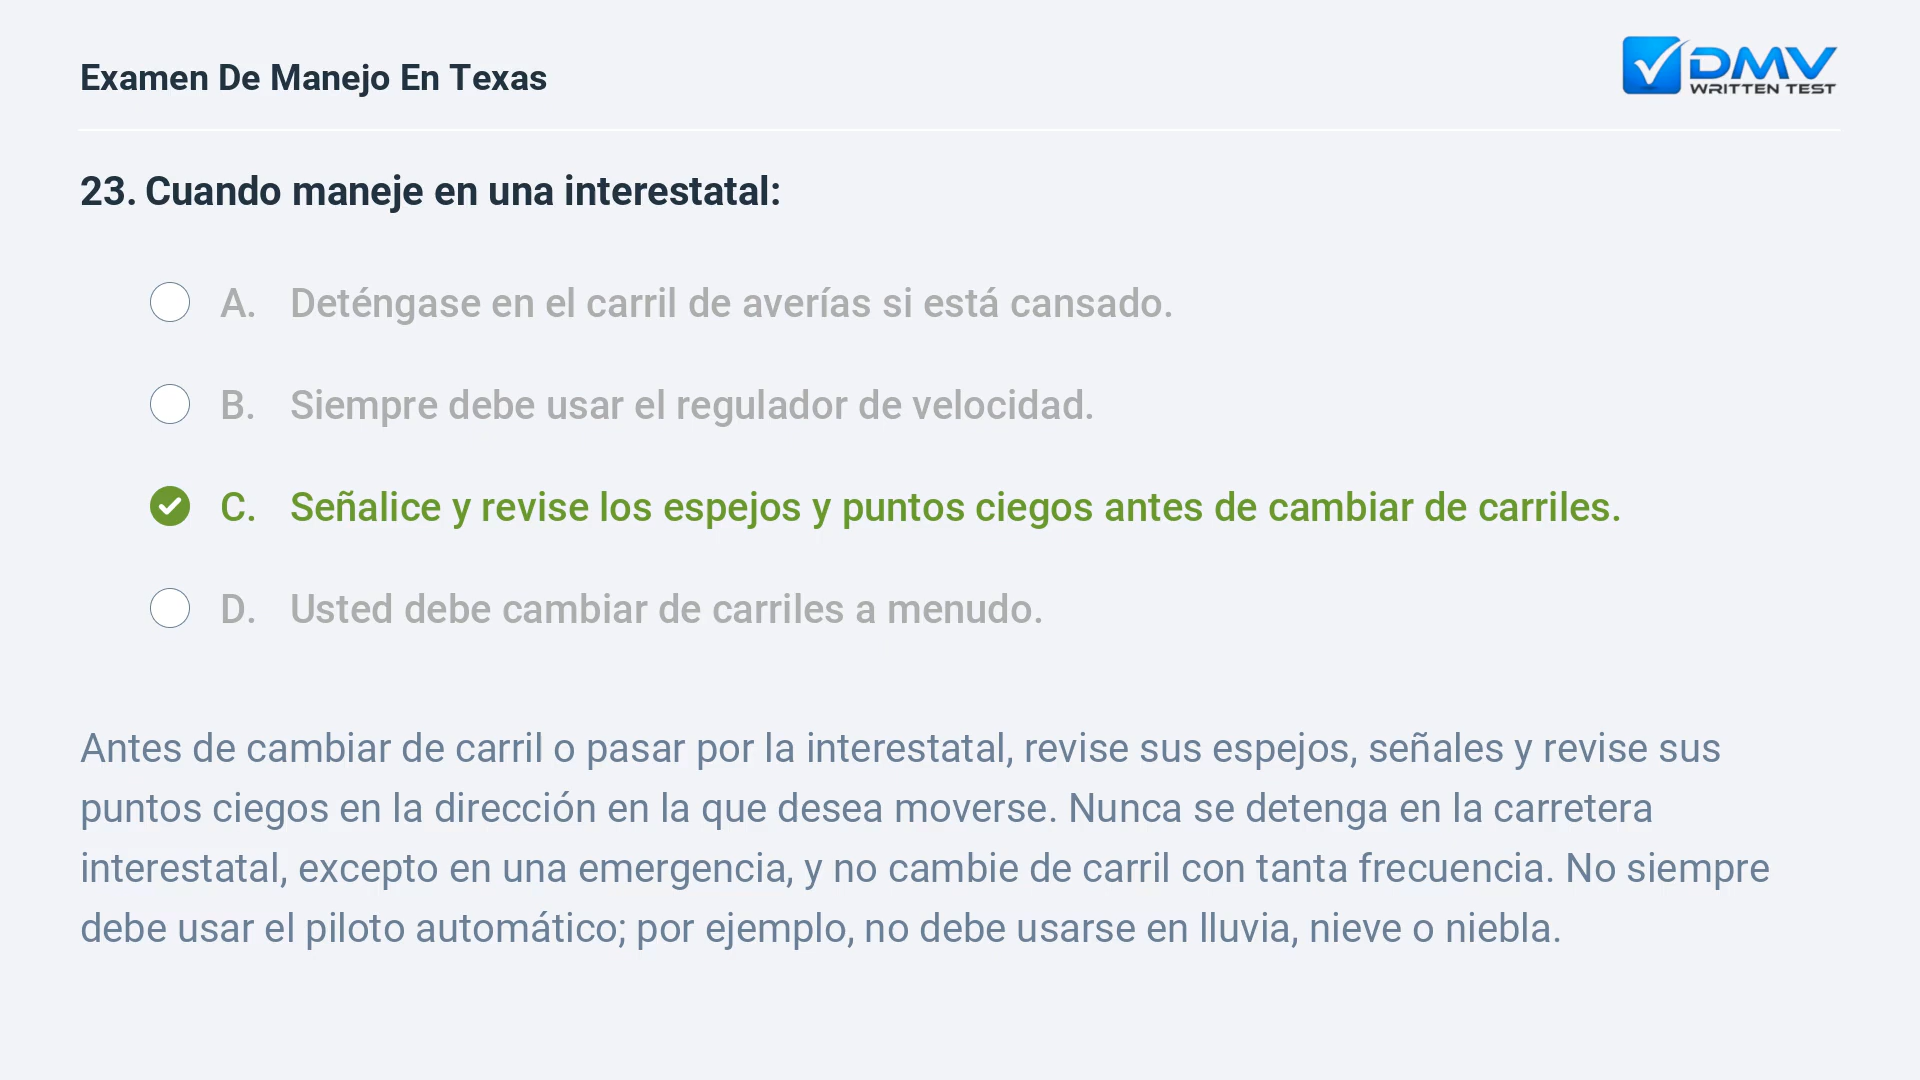 Examen De Manejo En Texas
DMV
WRITTEN TEST
23. Cuando maneje en una interestatal:
A. Deténgase en el carril de averías si está cansado.
B. Siempre debe usar el regulador de velocidad.
C. Señalice y revise los espejos y puntos ciegos antes de cambiar de carriles.
D. Usted debe cambiar de carriles a menudo.
Antes de cambiar de carril o pasar por la interestatal, revise sus espejos, señales y revise sus
puntos ciegos en la dirección en la que desea moverse. Nunca se detenga en la carretera
interestatal, excepto en una emergencia, y no cambie de carril con tanta frecuencia. No siempre
debe usar el piloto automático; por ejemplo, no debe usarse en lluvia, nieve o niebla.